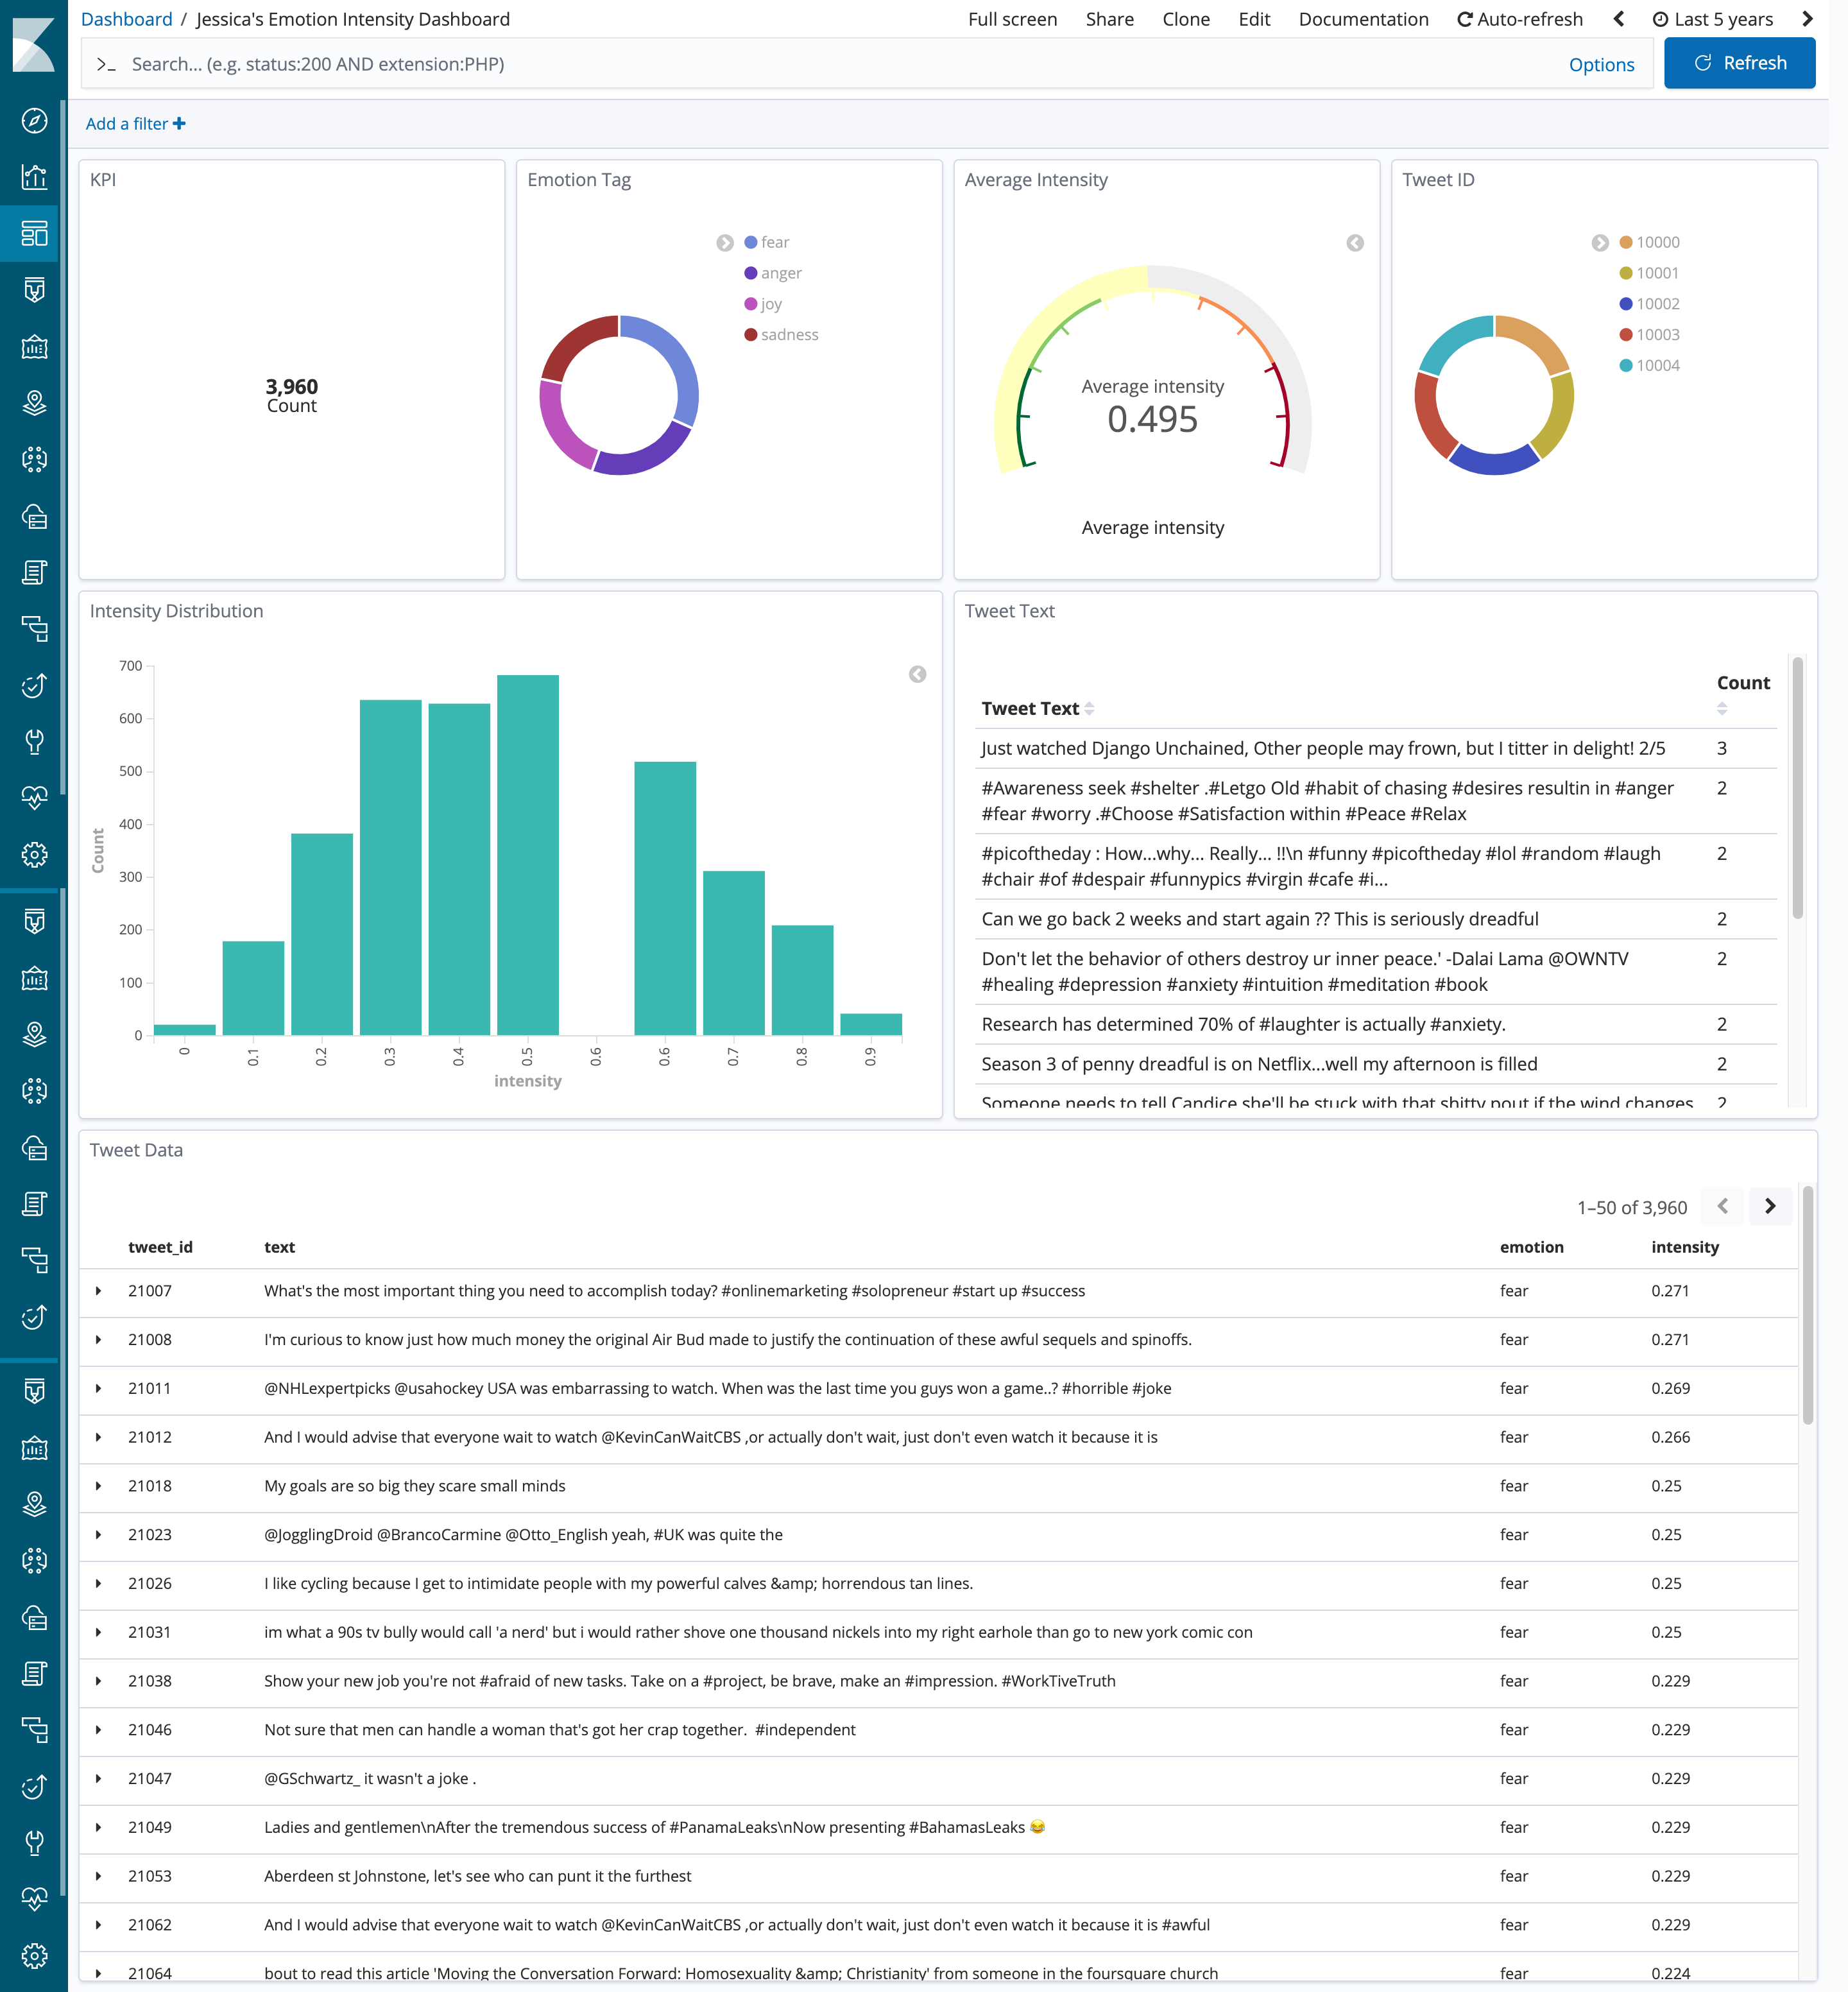 Dashboard / Jessica's Emotion Intensity Dashboard
Full screen Share Clone Edit Documentation Auto-refresh Last 5 years
>_ Search... (e.g. status:200 AND extension:PHP)
Options
Refresh
Add a filter
KPI
3,960
Count
Emotion Tag
fear
anger
joy
sadness
Average Intensity
Average intensity
0.495
Average intensity
Tweet ID
10000
10001
10002
10003
10004
Intensity Distribution
700
600
500
400
300
200
100
0
Count
0 0.1 0.2 0.3 0.4 0.5 0.6 0.6 0.7 0.8 0.9
intensity
Tweet Text
Tweet Text Count
Just watched Django Unchained, Other people may frown, but I titter in delight! 2/5 3
#Awareness seek #shelter .#Letgo Old #habit of chasing #desires resultin in #anger 2
#fear #worry .#Choose #Satisfaction within #Peace #Relax
#picoftheday : How...why... Really... !!\n #funny #picoftheday #lol #random #laugh 2
#chair #of #despair #funnypics #virgin #cafe #i...
Can we go back 2 weeks and start again ?? This is seriously dreadful 2
Don't let the behavior of others destroy ur inner peace.' -Dalai Lama @OWNTV 2
#healing #depression #anxiety #intuition #meditation #book
Research has determined 70% of #laughter is actually #anxiety. 2
Season 3 of penny dreadful is on Netflix...well my afternoon is filled 2
Someone needs to tell Candice she'll be stuck with that shitty pout if the wind changes 2
Tweet Data
1–50 of 3,960
tweet_id text emotion intensity
21007 What's the most important thing you need to accomplish today? #onlinemarketing #solopreneur #start up #success fear 0.271
21008 I'm curious to know just how much money the original Air Bud made to justify the continuation of these awful sequels and spinoffs. fear 0.271
21011 @NHLexpertpicks @usahockey USA was embarrassing to watch. When was the last time you guys won a game..? #horrible #joke fear 0.269
21012 And I would advise that everyone wait to watch @KevinCanWaitCBS ,or actually don't wait, just don't even watch it because it is fear 0.266
21018 My goals are so big they scare small minds fear 0.25
21023 @JogglingDroid @BrancoCarmine @Otto_English yeah, #UK was quite the fear 0.25
21026 I like cycling because I get to intimidate people with my powerful calves &amp; horrendous tan lines. fear 0.25
21031 im what a 90s tv bully would call 'a nerd' but i would rather shove one thousand nickels into my right earhole than go to new york comic con fear 0.25
21038 Show your new job you're not #afraid of new tasks. Take on a #project, be brave, make an #impression. #WorkTiveTruth fear 0.229
21046 Not sure that men can handle a woman that's got her crap together.  #independent fear 0.229
21047 @GSchwartz_ it wasn't a joke . fear 0.229
21049 Ladies and gentlemen\nAfter the tremendous success of #PanamaLeaks\nNow presenting #BahamasLeaks 😂 fear 0.229
21053 Aberdeen st Johnstone, let's see who can punt it the furthest fear 0.229
21062 And I would advise that everyone wait to watch @KevinCanWaitCBS ,or actually don't wait, just don't even watch it because it is #awful fear 0.229
21064 bout to read this article 'Moving the Conversation Forward: Homosexuality &amp; Christianity' from someone in the foursquare church fear 0.224